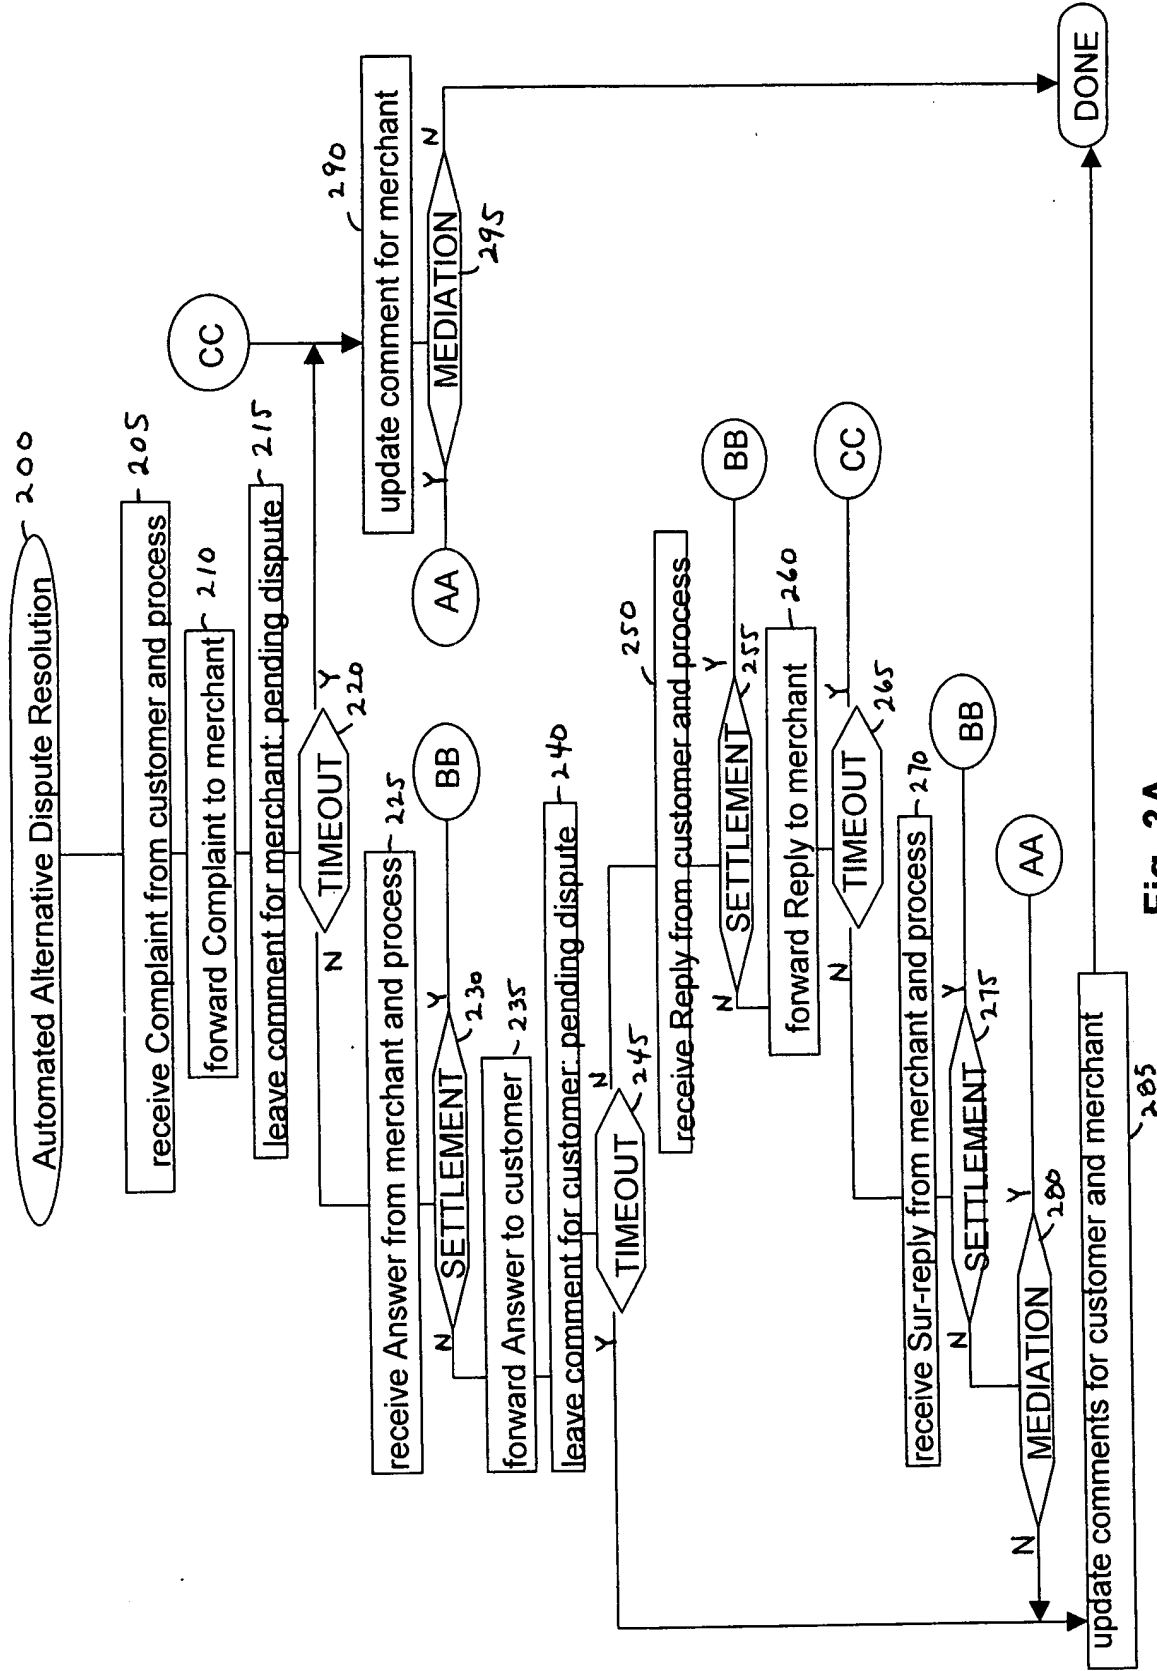 Automated Alternative Dispute Resolution
200
receive Complaint from customer and process
205
forward Complaint to merchant
210
leave comment for merchant: pending dispute
215
CC
TIMEOUT
220
Y
N
update comment for merchant
290
MEDIATION
295
Y
N
AA
receive Answer from merchant and process
225
SETTLEMENT
230
Y
N
BB
forward Answer to customer
235
leave comment for customer: pending dispute
240
TIMEOUT
245
N
Y
receive Reply from customer and process
250
SETTLEMENT
255
Y
N
BB
forward Reply to merchant
260
TIMEOUT
265
Y
N
CC
receive Sur-reply from merchant and process
270
SETTLEMENT
275
Y
N
BB
MEDIATION
280
Y
N
AA
update comments for customer and merchant
285
DONE